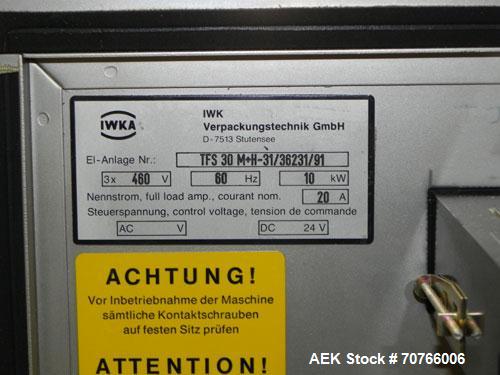 IWKA
IWK
Verpackungstechnik GmbH
D-7513 Stutensee
El-Anlage Nr.: TFS 30 M+H-31/36231/91
3x 460 V 60 Hz 10 kW
Nennstrom, full load amp., courant nom. 20 A
Steuerspannung, control voltage, tension de commande
AC V DC 24 V
ACHTUNG!
Vor Inbetriebnahme der Maschine
sämtliche Kontaktschrauben
auf festen Sitz prüfen
ATTENTION!
AEK Stock # 70766006